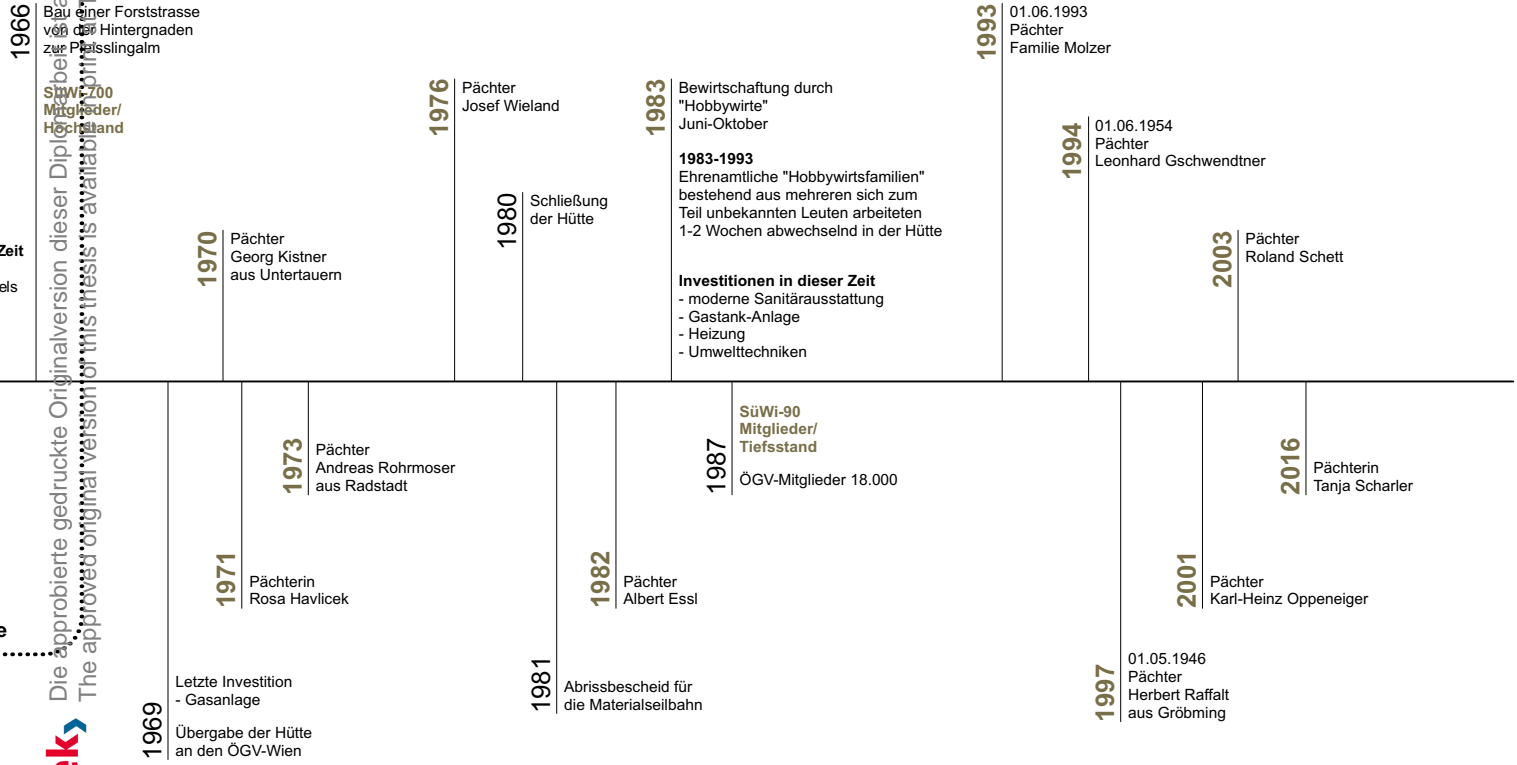 1966
Bau einer Forststrasse
von der Hintergnaden
zur Pleisslingalm
SüWi-700
Mitglieder/
Höchststand
Zeit
els
1970
Pächter
Georg Kistner
aus Untertauern
1976
Pächter
Josef Wieland
1980
Schließung
der Hütte
1983
Bewirtschaftung durch
"Hobbywirte"
Juni-Oktober
1983-1993
Ehrenamtliche "Hobbywirtsfamilien"
bestehend aus mehreren sich zum
Teil unbekannten Leuten arbeiteten
1-2 Wochen abwechselnd in der Hütte
Investitionen in dieser Zeit
- moderne Sanitärausstattung
- Gastank-Anlage
- Heizung
- Umwelttechniken
1993
01.06.1993
Pächter
Familie Molzer
1994
01.06.1954
Pächter
Leonhard Gschwendtner
2003
Pächter
Roland Schett
1969
Letzte Investition
- Gasanlage
Übergabe der Hütte
an den ÖGV-Wien
1971
Pächterin
Rosa Havlicek
1973
Pächter
Andreas Rohrmoser
aus Radstadt
1981
Abrissbescheid für
die Materialseilbahn
1982
Pächter
Albert Essl
1987
SüWi-90
Mitglieder/
Tiefsstand
ÖGV-Mitglieder 18.000
1997
01.05.1946
Pächter
Herbert Raffalt
aus Gröbming
2001
Pächter
Karl-Heinz Oppeneiger
2016
Pächterin
Tanja Scharler
e
Die approbierte gedruckte Originalversion dieser Diplomarbeit ist a
The approved original version of this thesis is available in print at T
ek